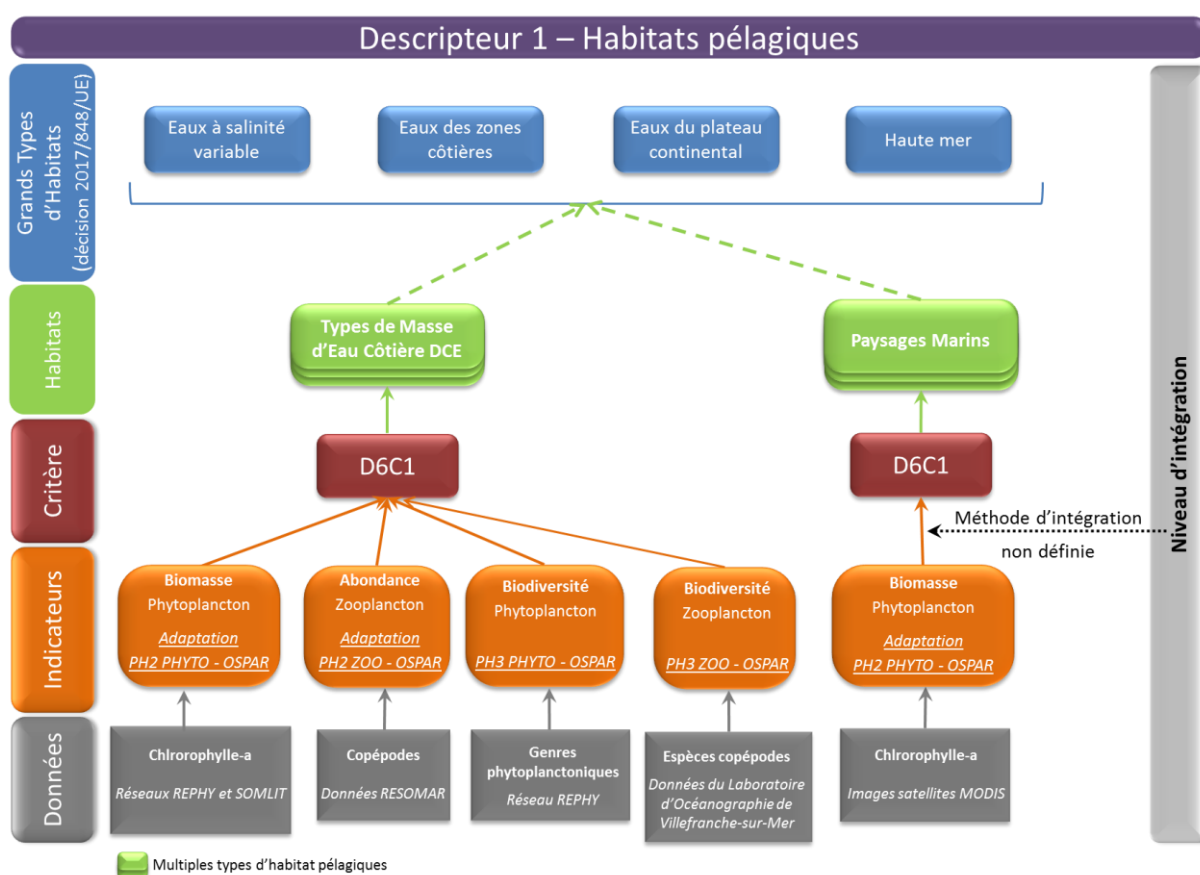 Descripteur 1 – Habitats pélagiques
Grands Types
d'Habitats
(décision 2017/848/UE)
Eaux à salinité
variable
Eaux des zones
côtières
Eaux du plateau
continental
Haute mer
Habitats
Types de Masse
d'Eau Côtière DCE
Paysages Marins
Critère
D6C1
D6C1
Méthode d'intégration
non définie
Niveau d'intégration
Indicateurs
Biomasse
Phytoplancton
Adaptation
PH2 PHYTO - OSPAR
Abondance
Zooplancton
Adaptation
PH2 ZOO - OSPAR
Biodiversité
Phytoplancton
PH3 PHYTO - OSPAR
Biodiversité
Zooplancton
PH3 ZOO - OSPAR
Biomasse
Phytoplancton
Adaptation
PH2 PHYTO - OSPAR
Données
Chlrorophylle-a
Réseaux REPHY et SOMLIT
Copépodes
Données RESOMAR
Genres
phytoplanctoniques
Réseau REPHY
Espèces copépodes
Données du Laboratoire
d'Océanographie de
Villefranche-sur-Mer
Chlrorophylle-a
Images satellites MODIS
Multiples types d'habitat pélagiques